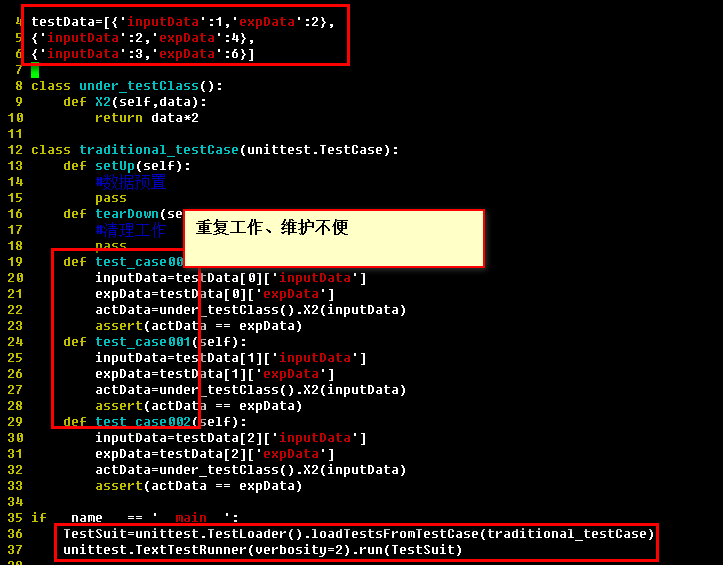 4 testData=[{'inputData':1,'expData':2},
5 {'inputData':2,'expData':4},
6 {'inputData':3,'expData':6}]
7
8 class under_testClass():
9     def X2(self,data):
10         return data*2
11
12 class traditional_testCase(unittest.TestCase):
13     def setUp(self):
14         #数据预置
15         pass
16     def tearDown(se
17         #清理工作
18         pass
重复工作、维护不便
19     def test_case00
20         inputData=testData[0]['inputData']
21         expData=testData[0]['expData']
22         actData=under_testClass().X2(inputData)
23         assert(actData == expData)
24     def test_case001(self):
25         inputData=testData[1]['inputData']
26         expData=testData[1]['expData']
27         actData=under_testClass().X2(inputData)
28         assert(actData == expData)
29     def test_case002(self):
30         inputData=testData[2]['inputData']
31         expData=testData[2]['expData']
32         actData=under_testClass().X2(inputData)
33         assert(actData == expData)
34
35 if __name__ == '__main__':
36     TestSuit=unittest.TestLoader().loadTestsFromTestCase(traditional_testCase)
37     unittest.TextTestRunner(verbosity=2).run(TestSuit)